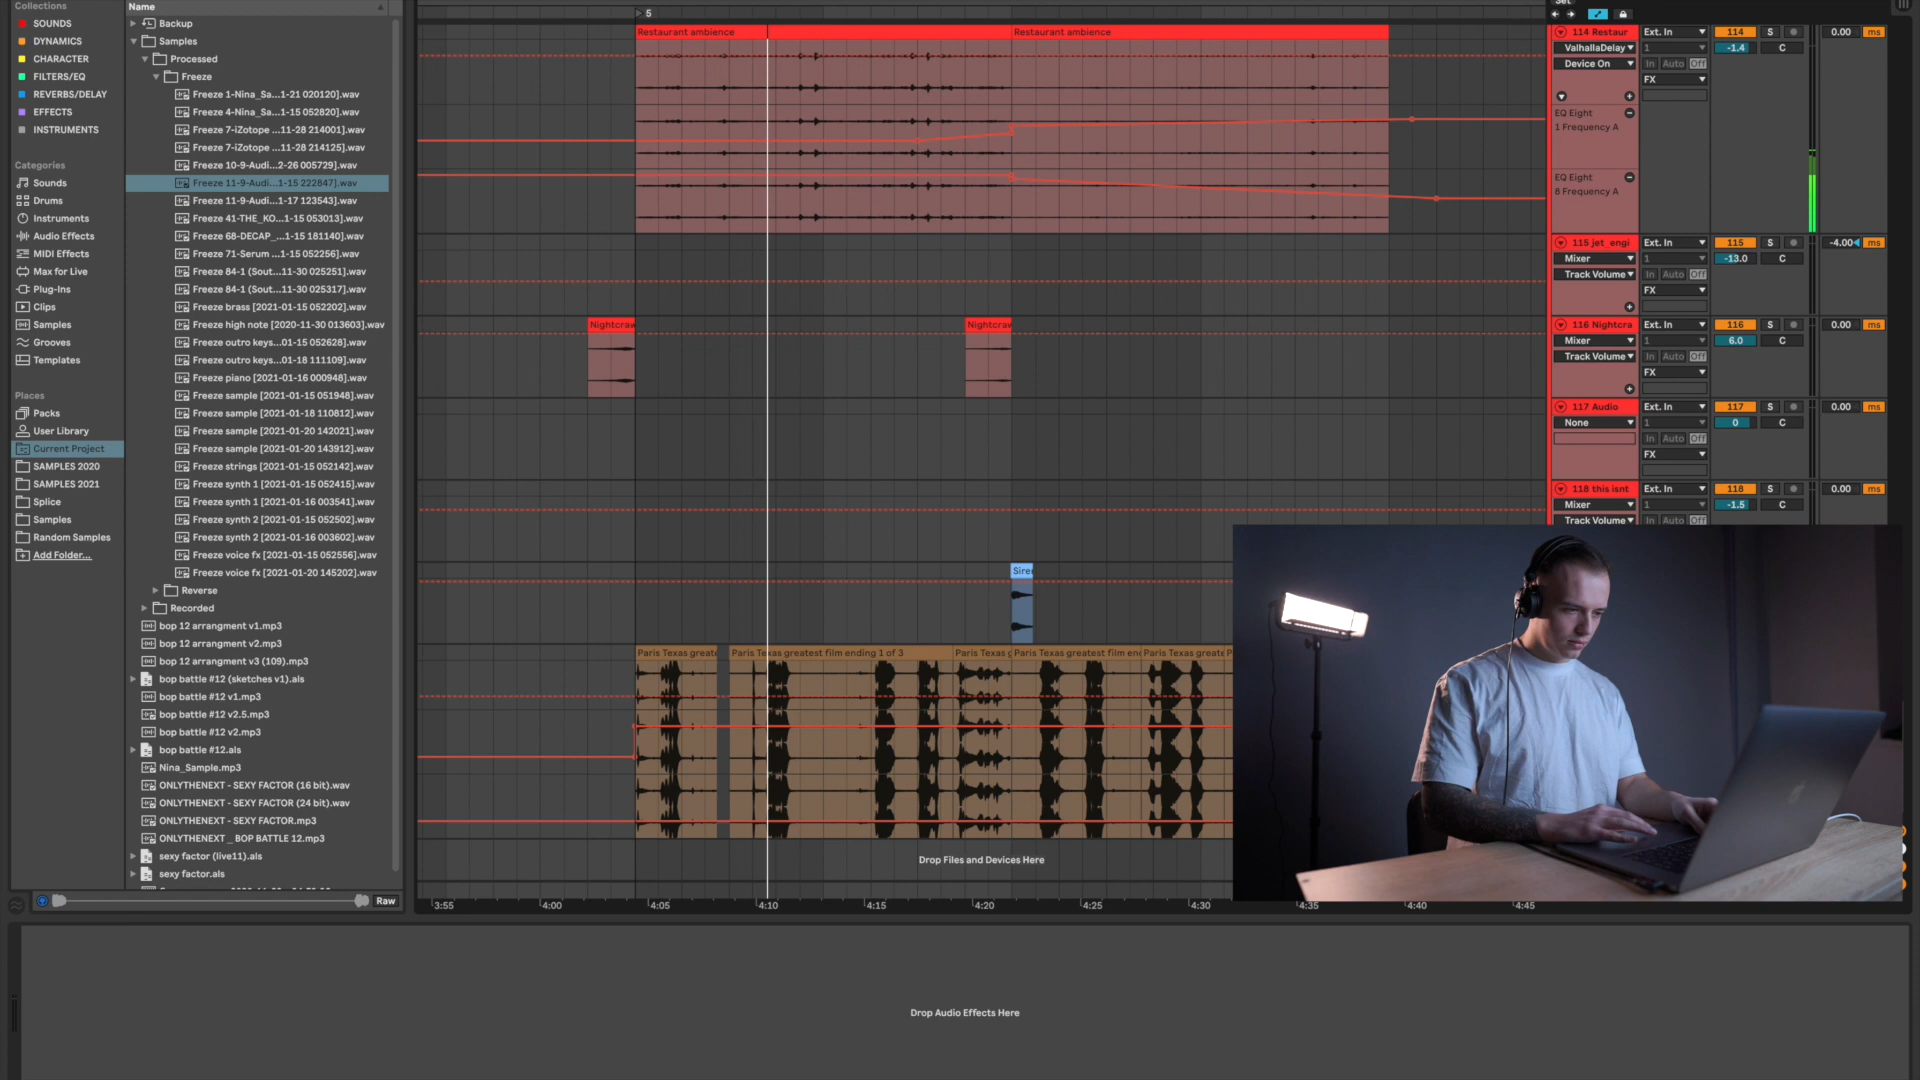 Collections
SOUNDS
DYNAMICS
CHARACTER
FILTERS/EQ
REVERBS/DELAY
EFFECTS
INSTRUMENTS
Categories
Sounds
Drums
Instruments
Audio Effects
MIDI Effects
Max for Live
Plug-Ins
Clips
Samples
Grooves
Templates
Places
Packs
User Library
Current Project
SAMPLES 2020
SAMPLES 2021
Splice
Samples
Random Samples
Add Folder...
Name
Backup
Samples
Processed
Freeze
Freeze 1-Nina_Sa...1-21 020120].wav
Freeze 4-Nina_Sa...1-15 052820].wav
Freeze 7-iZotope ...11-28 214001].wav
Freeze 7-iZotope ...11-28 214125].wav
Freeze 10-9-Audi...2-26 005729].wav
Freeze 11-9-Audi...1-15 222847].wav
Freeze 11-9-Audi...1-17 123543].wav
Freeze 41-THE_KO...1-15 053013].wav
Freeze 68-DECAP_...1-15 181140].wav
Freeze 71-Serum ...1-15 052256].wav
Freeze 84-1 (Sout...11-30 025251].wav
Freeze 84-1 (Sout...11-30 025317].wav
Freeze brass [2021-01-15 052202].wav
Freeze high note [2020-11-30 013603].wav
Freeze outro keys...01-15 052628].wav
Freeze outro keys...01-18 111109].wav
Freeze piano [2021-01-16 000948].wav
Freeze sample [2021-01-15 051948].wav
Freeze sample [2021-01-18 110812].wav
Freeze sample [2021-01-20 142021].wav
Freeze sample [2021-01-20 143912].wav
Freeze strings [2021-01-15 052142].wav
Freeze synth 1 [2021-01-15 052415].wav
Freeze synth 1 [2021-01-16 003541].wav
Freeze synth 2 [2021-01-15 052502].wav
Freeze synth 2 [2021-01-16 003602].wav
Freeze voice fx [2021-01-15 052556].wav
Freeze voice fx [2021-01-20 145202].wav
Reverse
Recorded
bop 12 arrangment v1.mp3
bop 12 arrangment v2.mp3
bop 12 arrangment v3 (109).mp3
bop battle #12 (sketches v1).als
bop battle #12 v1.mp3
bop battle #12 v2.5.mp3
bop battle #12 v2.mp3
bop battle #12.als
Nina_Sample.mp3
ONLYTHENEXT - SEXY FACTOR (16 bit).wav
ONLYTHENEXT - SEXY FACTOR (24 bit).wav
ONLYTHENEXT - SEXY FACTOR.mp3
ONLYTHENEXT _ BOP BATTLE 12.mp3
sexy factor (live11).als
sexy factor.als
Raw
5
Restaurant ambience
Restaurant ambience
Nightcraw
Nightcraw
Sire
Paris Texas greate
Paris Texas greatest film ending 1 of 3
Paris Texas g
Paris Texas greatest film en
Paris Texas greate
P
Drop Files and Devices Here
3:55
4:00
4:05
4:10
4:15
4:20
4:25
4:30
4:35
4:40
4:45
Set
114 Restaur
Ext. In
114
S
0.00
ms
ValhallaDelay
1
-1.4
C
Device On
In
Auto
Off
FX
EQ Eight
1 Frequency A
EQ Eight
8 Frequency A
115 jet_engi
Ext. In
115
S
-4.00
ms
Mixer
1
-13.0
C
Track Volume
In
Auto
Off
FX
116 Nightcra
Ext. In
116
S
0.00
ms
Mixer
1
6.0
C
Track Volume
In
Auto
Off
FX
117 Audio
Ext. In
117
S
0.00
ms
None
1
0
C
In
Auto
Off
FX
118 this isnt
Ext. In
118
S
0.00
ms
Mixer
1
-1.5
C
Track Volume
In
Auto
Off
Drop Audio Effects Here